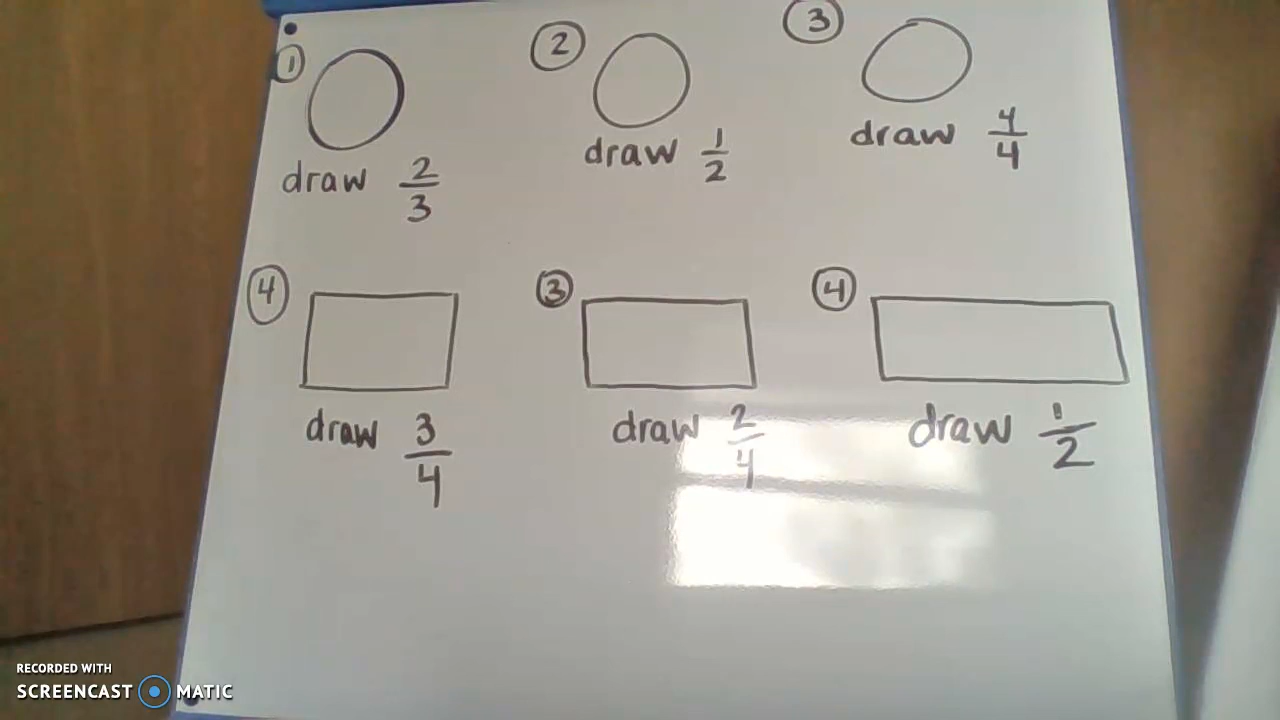 1 2 3
draw 2/3 draw 1/2 draw 4/4
4 3 4
draw 3/4 draw 2/4 draw 1/2
RECORDED WITH
SCREENCAST MATIC